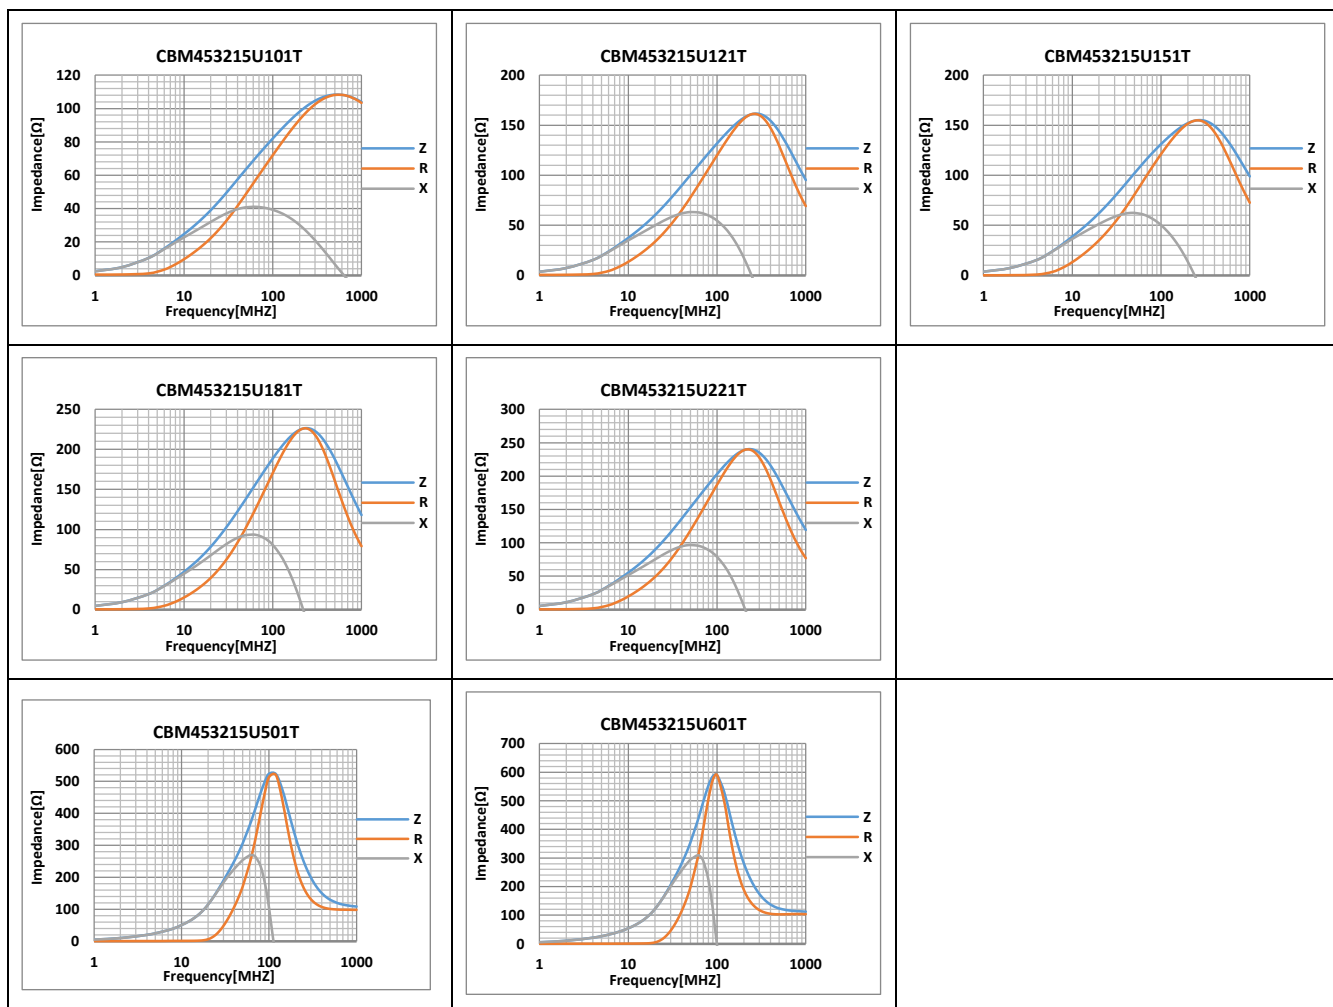 CBM453215U101T
Impedance[Ω]
120
100
80
60
40
20
0
1 10 100 1000
Frequency[MHZ]
Z
R
X
CBM453215U121T
Impedance[Ω]
200
150
100
50
0
1 10 100 1000
Frequency[MHZ]
Z
R
X
CBM453215U151T
Impedance[Ω]
200
150
100
50
0
1 10 100 1000
Frequency[MHZ]
Z
R
X
CBM453215U181T
Impedance[Ω]
250
200
150
100
50
0
1 10 100 1000
Frequency[MHZ]
Z
R
X
CBM453215U221T
Impedance[Ω]
300
250
200
150
100
50
0
1 10 100 1000
Frequency[MHZ]
Z
R
X
CBM453215U501T
Impedance[Ω]
600
500
400
300
200
100
0
1 10 100 1000
Frequency[MHZ]
Z
R
X
CBM453215U601T
Impedance[Ω]
700
600
500
400
300
200
100
0
1 10 100 1000
Frequency[MHZ]
Z
R
X